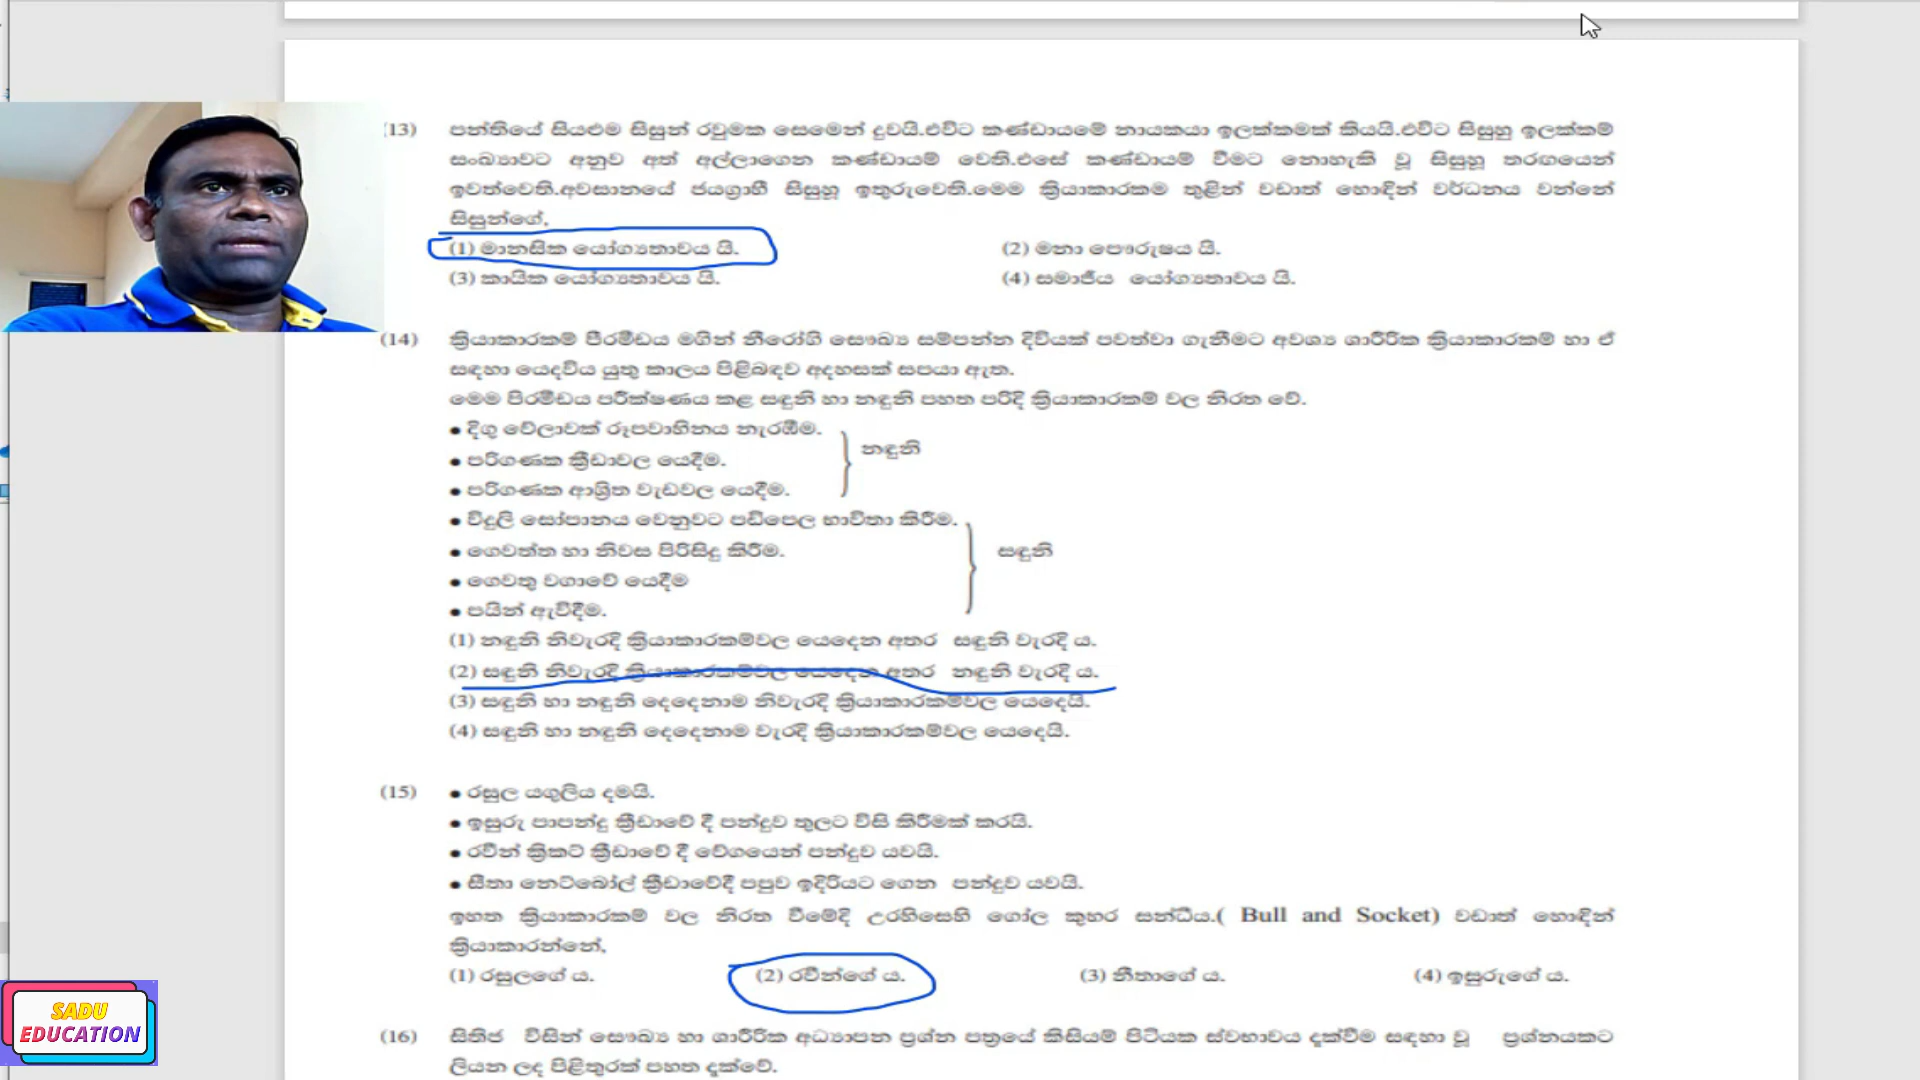 (13) පන්තියේ සියළුම සිසුන් රවුමක සෙමෙන් දුවයි.එවිට කණ්ඩායමේ නායකයා ඉලක්කමක් කියයි.එවිට සිසුහු ඉලක්කම්
සංඛ්‍යාවට අනුව අත් අල්ලාගෙන කණ්ඩායම් වෙති.එසේ කණ්ඩායම් වීමට නොහැකි වූ සිසුහූ තරඟයෙන්
ඉවත්වෙති.අවසානයේ ජයග්‍රාහී සිසුහූ ඉතුරුවෙති.මෙම ක්‍රියාකාරකම තුළින් වඩාත් හොඳින් වර්ධනය වන්නේ
සිසුන්ගේ,
(1) මානසික යෝග්‍යතාවය යි. (2) මනා පෞරුෂය යි.
(3) කායික යෝග්‍යතාවය යි. (4) සමාජීය යෝග්‍යතාවය යි.
(14) ක්‍රියාකාරකම් පිරමීඩය මගින් නීරෝගි සෞඛ්‍ය සම්පන්න දිවියක් පවත්වා ගැනීමට අවශ්‍ය ශාරීරික ක්‍රියාකාරකම් හා ඒ
සඳහා යෙදවිය යුතු කාලය පිළිබඳව අදහසක් සපයා ඇත.
මෙම පිරමීඩය පරීක්ෂණය කළ සඳුනි හා නඳුනි පහත පරිදි ක්‍රියාකාරකම් වල නිරත වේ.
● දිගු වේලාවක් රූපවාහිනය නැරඹීම.
නඳුනි
● පරිගණක ක්‍රීඩාවල යෙදීම.
● පරිගණක ආශ්‍රිත වැඩවල යෙදීම.
● විදුලි සෝපානය වෙනුවට පඩිපෙල භාවිතා කිරීම.
● ගෙවත්ත හා නිවස පිරිසිදු කිරීම. සඳුනි
● ගෙවතු වගාවේ යෙදීම
● පයින් ඇවිදීම.
(1) නඳුනි නිවැරදි ක්‍රියාකාරකම්වල යෙදෙන අතර සඳුනි වැරදි ය.
(2) සඳුනි නිවැරදි ක්‍රියාකාරකම්වල යෙදෙන අතර නඳුනි වැරදි ය.
(3) සඳුනි හා නඳුනි දෙදෙනාම නිවැරදි ක්‍රියාකාරකම්වල යෙදෙයි.
(4) සඳුනි හා නඳුනි දෙදෙනාම වැරදි ක්‍රියාකාරකම්වල යෙදෙයි.
(15) ● රසුල යගුලිය දමයි.
● ඉසුරු පාපන්දු ක්‍රීඩාවේ දී පන්දුව තුලට විසි කිරීමක් කරයි.
● රවීන් ක්‍රිකට් ක්‍රීඩාවේ දී වේගයෙන් පන්දුව යවයි.
● සීතා නෙට්බෝල් ක්‍රීඩාවේදී පපුව ඉදිරියට ගෙන පන්දුව යවයි.
ඉහත ක්‍රියාකාරකම් වල නිරත වීමේදි උරහිසෙහි ගෝල කුහර සන්ධීය.( Bull and Socket) වඩාත් හොඳින්
ක්‍රියාකාරන්නේ,
(1) රසුලගේ ය. (2) රවීන්ගේ ය. (3) නීතාගේ ය. (4) ඉසුරුගේ ය.
(16) සිතිජ විසින් සෞඛ්‍ය හා ශාරීරික අධ්‍යාපන ප්‍රශ්න පත්‍රයේ කිසියම් පිටියක ස්වභාවය දැක්වීම සඳහා වූ ප්‍රශ්නයකට
ලියන ලද පිළිතුරක් පහත දැක්වේ.
SADU
EDUCATION